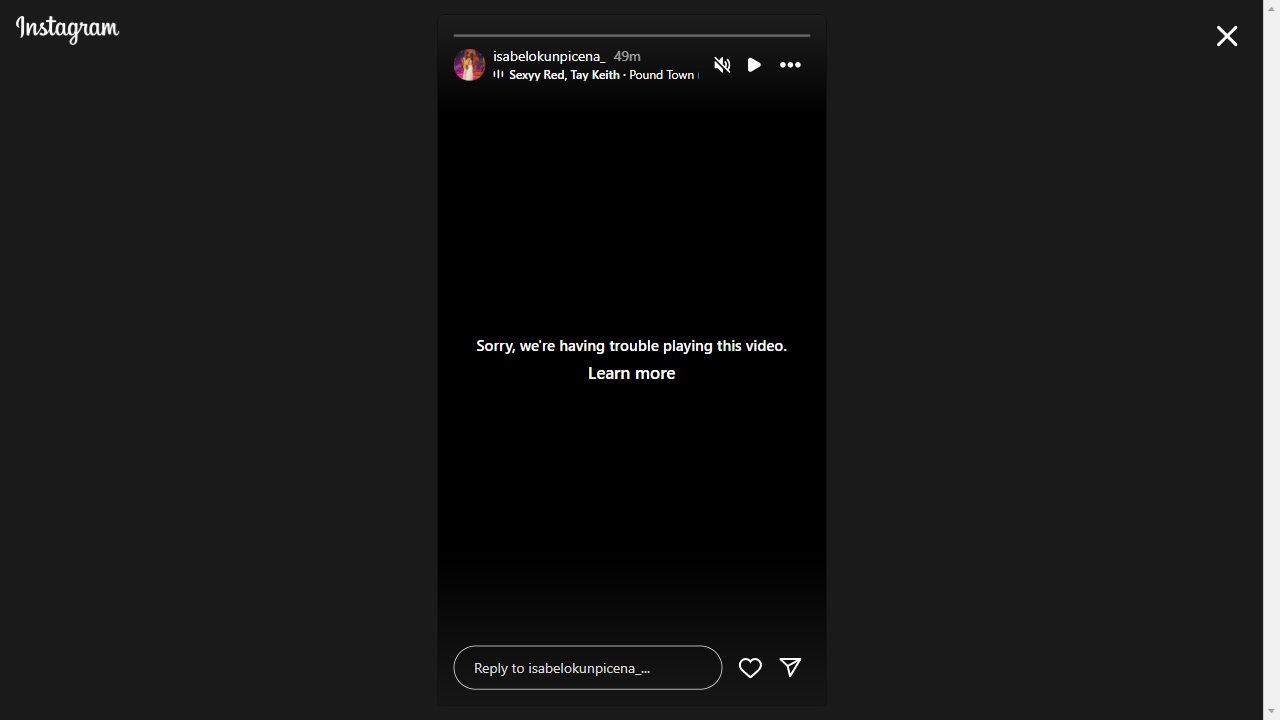 Instagram
isabelokunpicena_ 49m
Sexyy Red, Tay Keith · Pound Town
Sorry, we're having trouble playing this video.
Learn more
Reply to isabelokunpicena_...